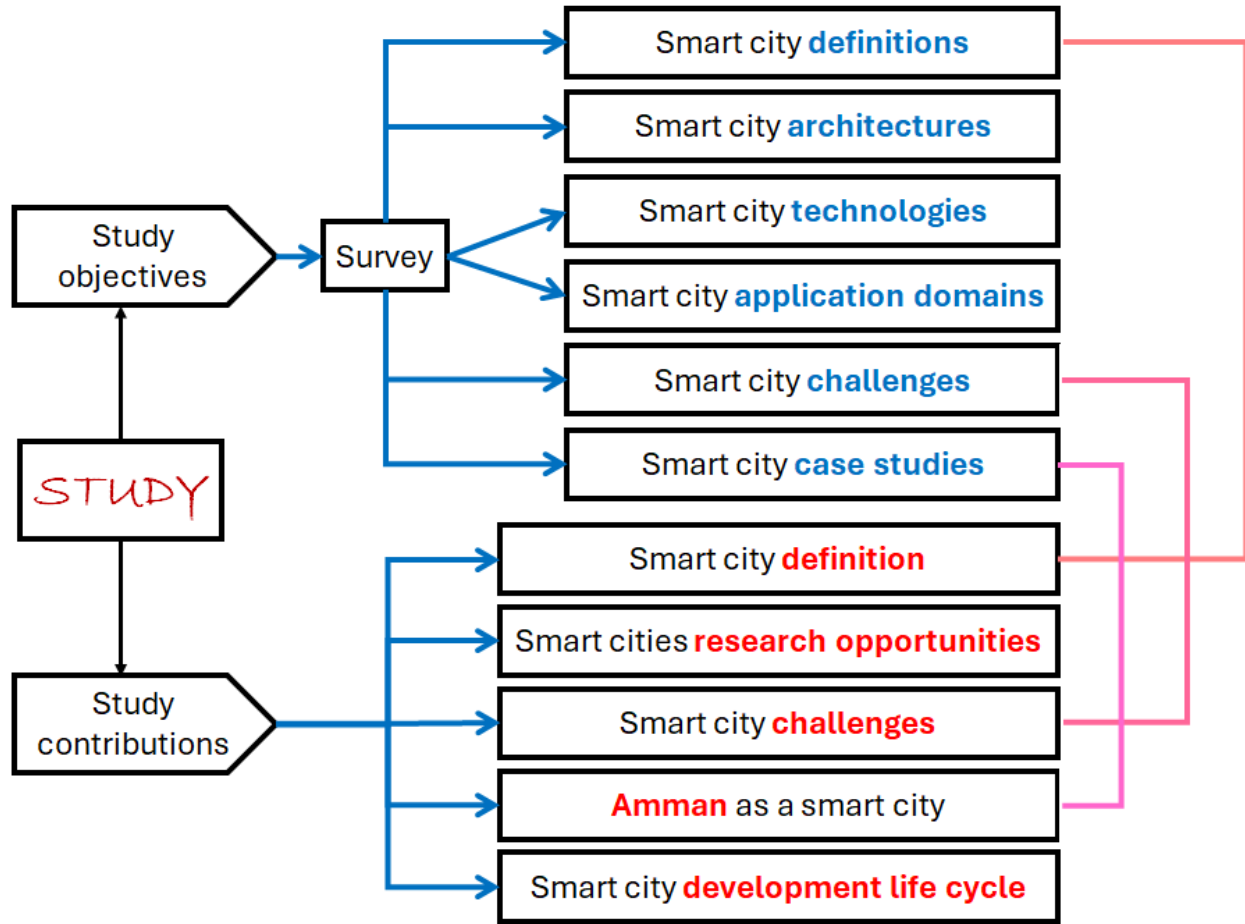 Smart city definitions
Smart city architectures
Smart city technologies
Study
objectives
Survey
Smart city application domains
Smart city challenges
Smart city case studies
STUDY
Smart city definition
Smart cities research opportunities
Study
contributions
Smart city challenges
Amman as a smart city
Smart city development life cycle